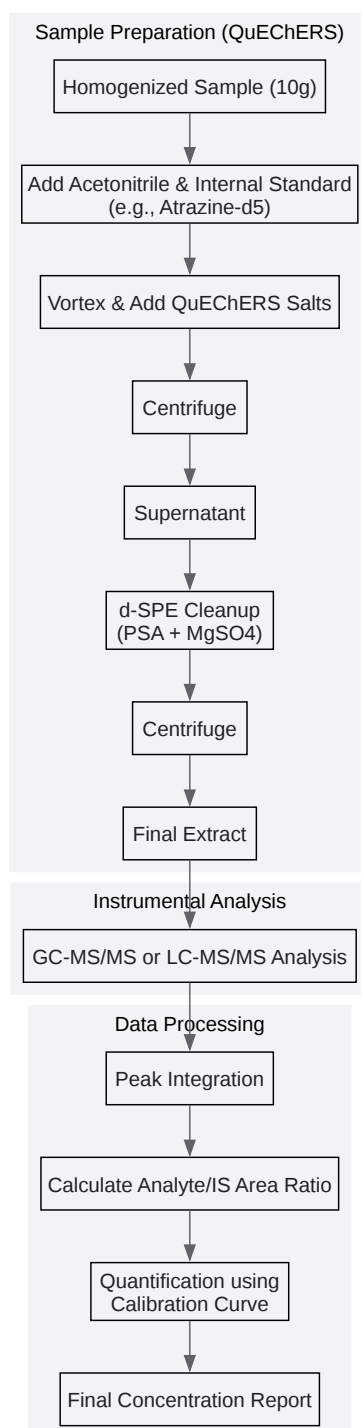 Sample Preparation (QuEChERS)
Homogenized Sample (10g)
Add Acetonitrile & Internal Standard
(e.g., Atrazine-d5)
Vortex & Add QuEChERS Salts
Centrifuge
Supernatant
d-SPE Cleanup
(PSA + MgSO4)
Centrifuge
Final Extract
Instrumental Analysis
GC-MS/MS or LC-MS/MS Analysis
Data Processing
Peak Integration
Calculate Analyte/IS Area Ratio
Quantification using
Calibration Curve
Final Concentration Report